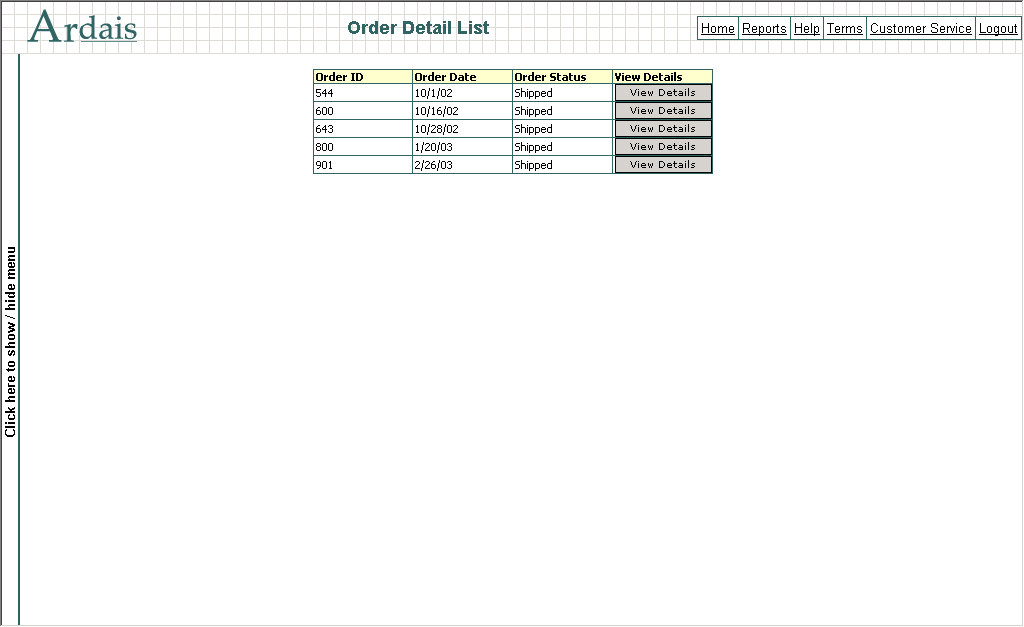 Ardais
Order Detail List
Home Reports Help Terms Customer Service Logout
Order ID Order Date Order Status View Details
544 10/1/02 Shipped View Details
600 10/16/02 Shipped View Details
643 10/28/02 Shipped View Details
800 1/20/03 Shipped View Details
901 2/26/03 Shipped View Details
Click here to show / hide menu